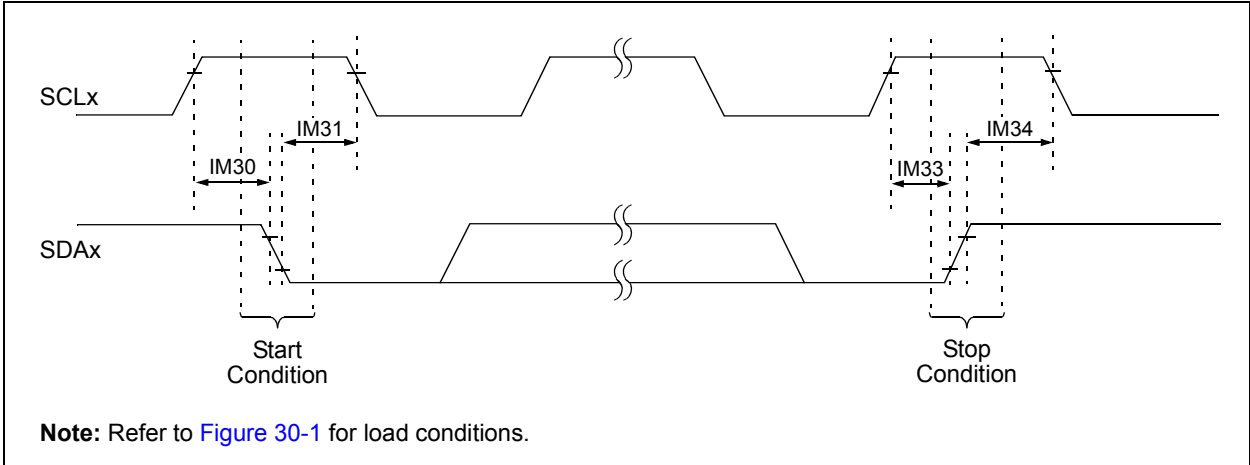 SCLx
IM31
IM34
IM30
IM33
SDAx
Start
Condition
Stop
Condition
Note: Refer to Figure 30-1 for load conditions.